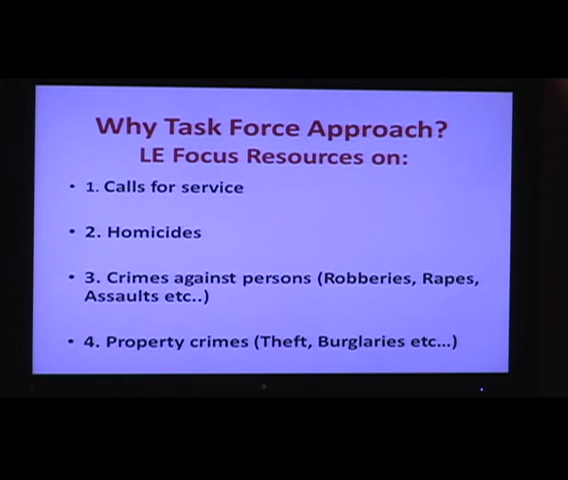 Why Task Force Approach?
LE Focus Resources on:
• 1. Calls for service
• 2. Homicides
• 3. Crimes against persons (Robberies, Rapes,
Assaults etc..)
• 4. Property crimes (Theft, Burglaries etc...)